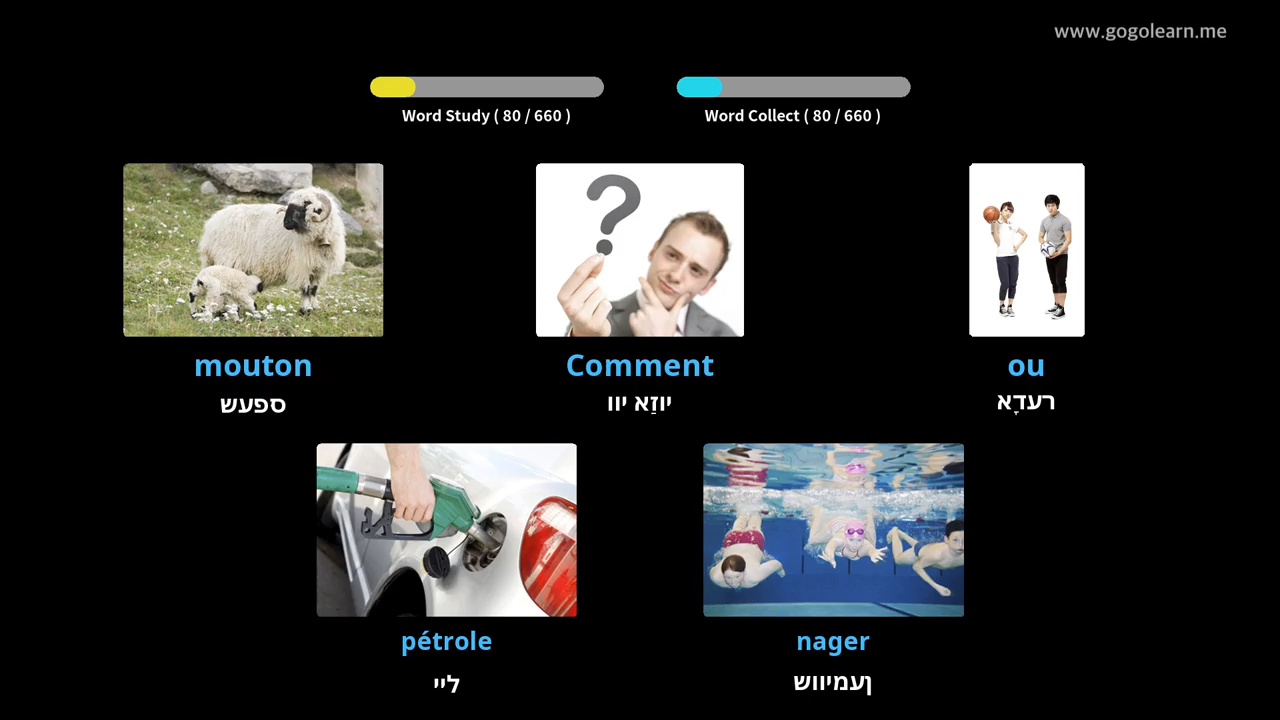 www.gogolearn.me
Word Study ( 80 / 660 )
Word Collect ( 80 / 660 )
mouton
ספעש
Comment
יוזַא יוו
ou
רעדָא
pétrole
ליי
nager
ןעמיווש